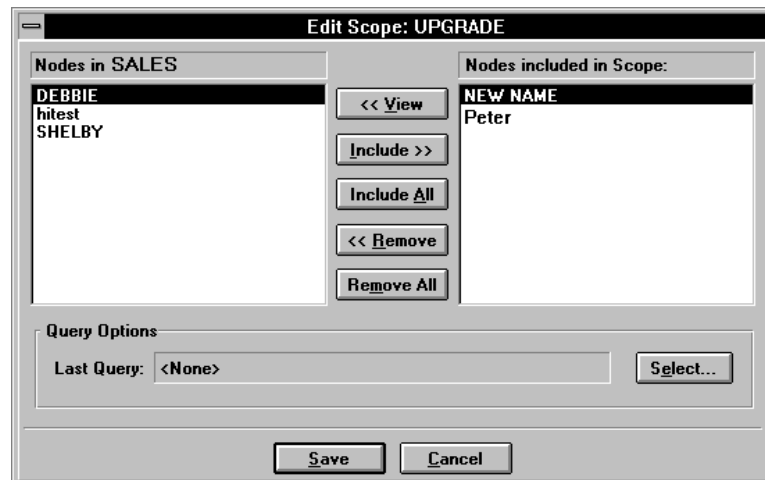 Edit Scope: UPGRADE
Nodes in SALES
Nodes included in Scope:
DEBBIE
hitest
SHELBY
<< View
Include >>
Include All
<< Remove
Remove All
NEW NAME
Peter
Query Options
Last Query: <None>
Select...
Save
Cancel